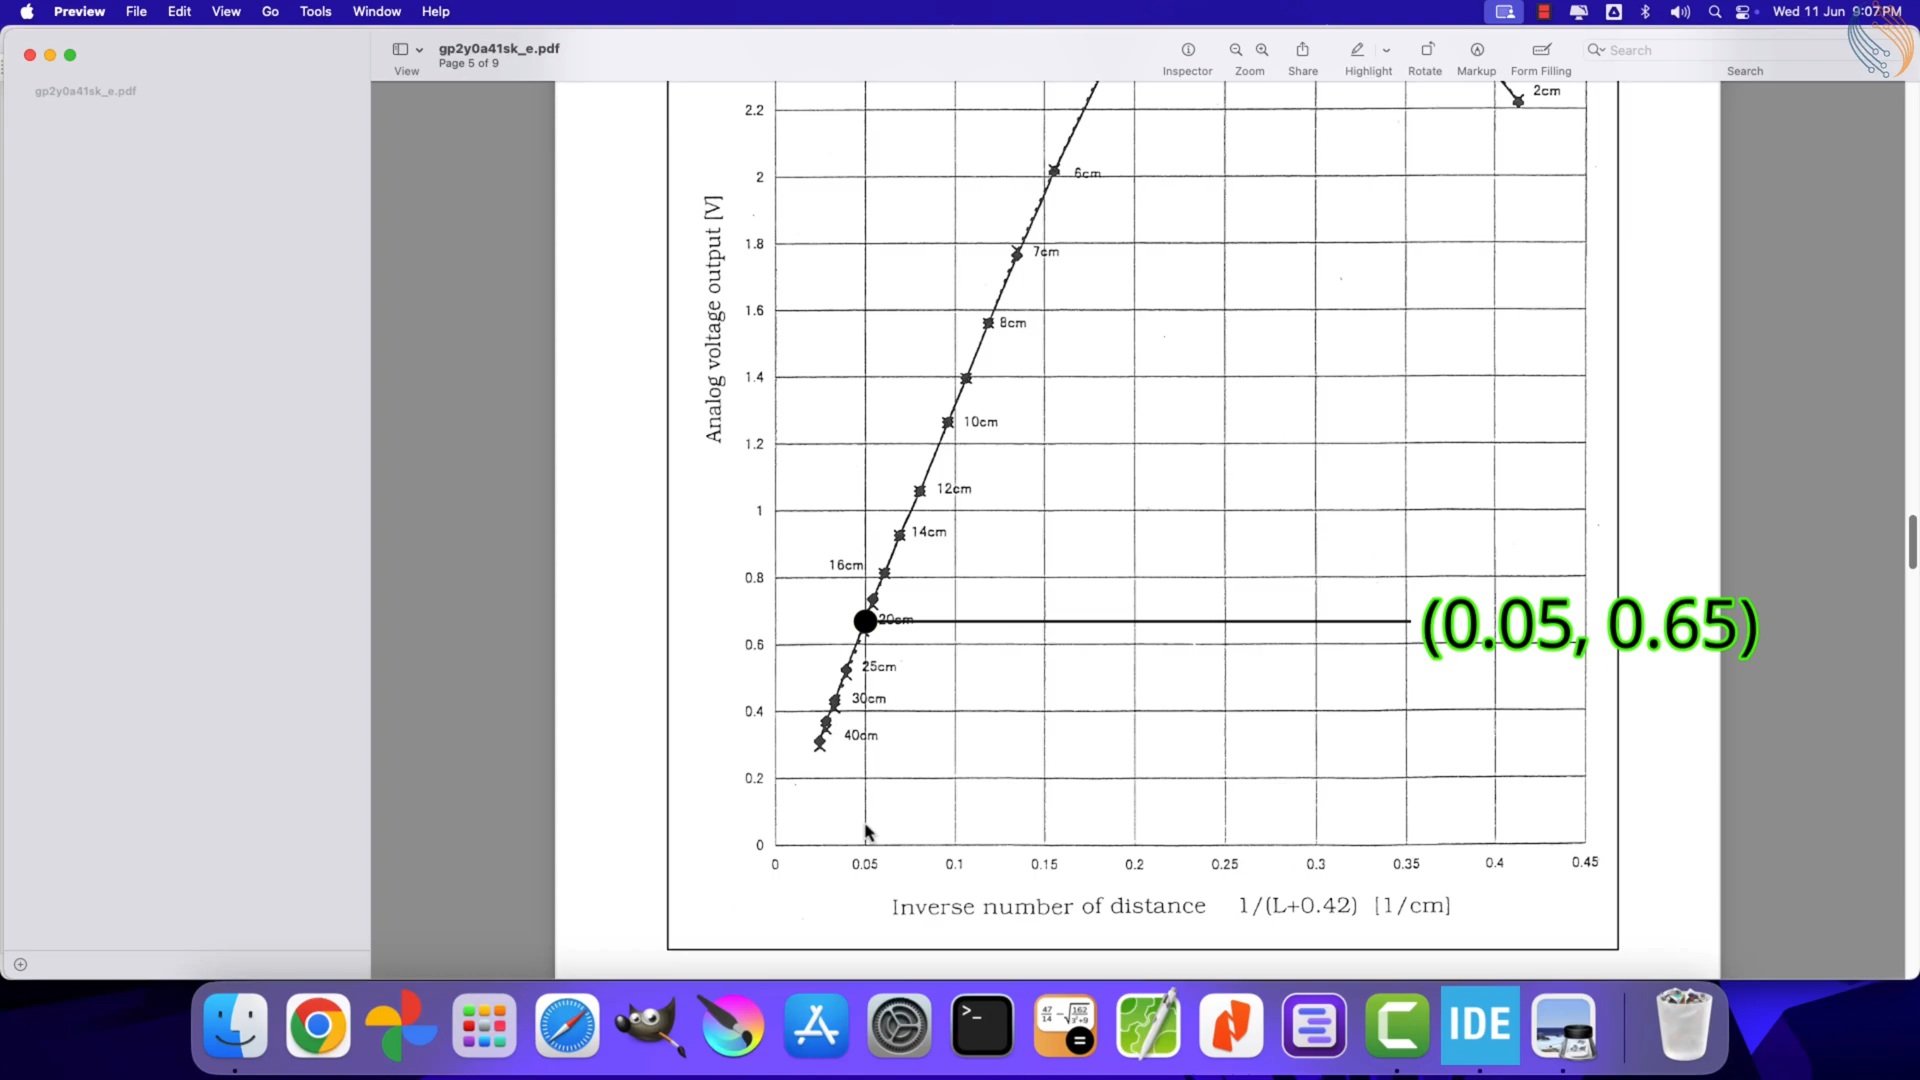 Preview File Edit View Go Tools Window Help
Wed 11 Jun 9:07PM
gp2y0a41sk_e.pdf
Page 5 of 9
View
Inspector
Zoom
Share
Highlight
Rotate
Markup
Form Filling
Search
Search
gp2y0a41sk_e.pdf
2cm
2.2
6cm
2
7cm
1.8
1.6
8cm
1.4
10cm
1.2
12cm
1
14cm
16cm
0.8
20cm
(0.05, 0.65)
0.6
25cm
30cm
0.4
40cm
0.2
0
Analog voltage output [V]
0 0.05 0.1 0.15 0.2 0.25 0.3 0.35 0.4 0.45
Inverse number of distance 1/(L+0.42) [1/cm]
>_
IDE